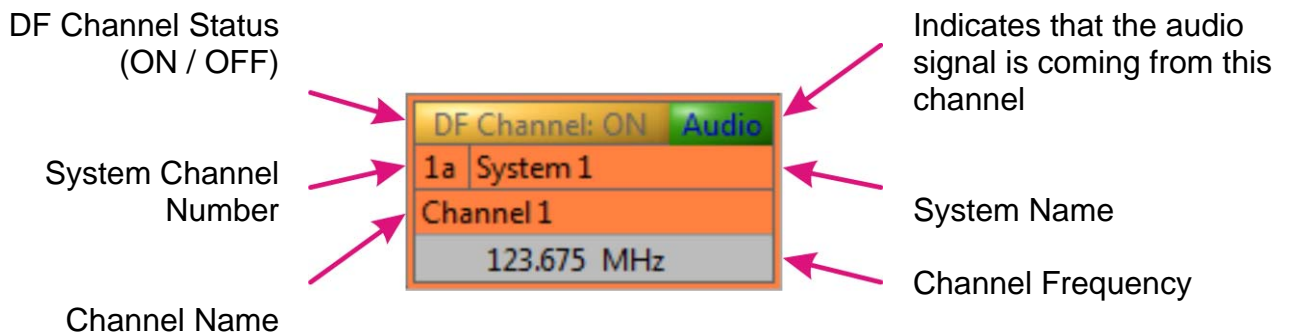 DF Channel Status
(ON / OFF)
System Channel
Number
Channel Name
DF Channel: ON Audio
1a System 1
Channel 1
123.675 MHz
Indicates that the audio
signal is coming from this
channel
System Name
Channel Frequency